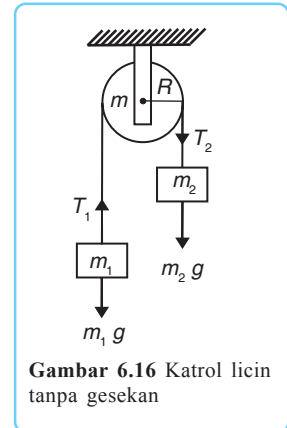 m R
T₂
m₂
T₁
m₂ g
m₁
m₁ g
Gambar 6.16 Katrol licin
tanpa gesekan